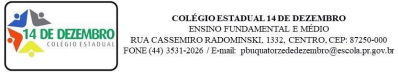 14 DE DEZEMBRO
COLÉGIO ESTADUAL
COLÉGIO ESTADUAL 14 DE DEZEMBRO
ENSINO FUNDAMENTAL E MÉDIO
RUA CASSEMIRO RADOMINSKI, 1332, CENTRO, CEP: 87250-000
FONE (44) 3531-2026 / E-mail: pbuquatorzededezembro@escola.pr.gov.br